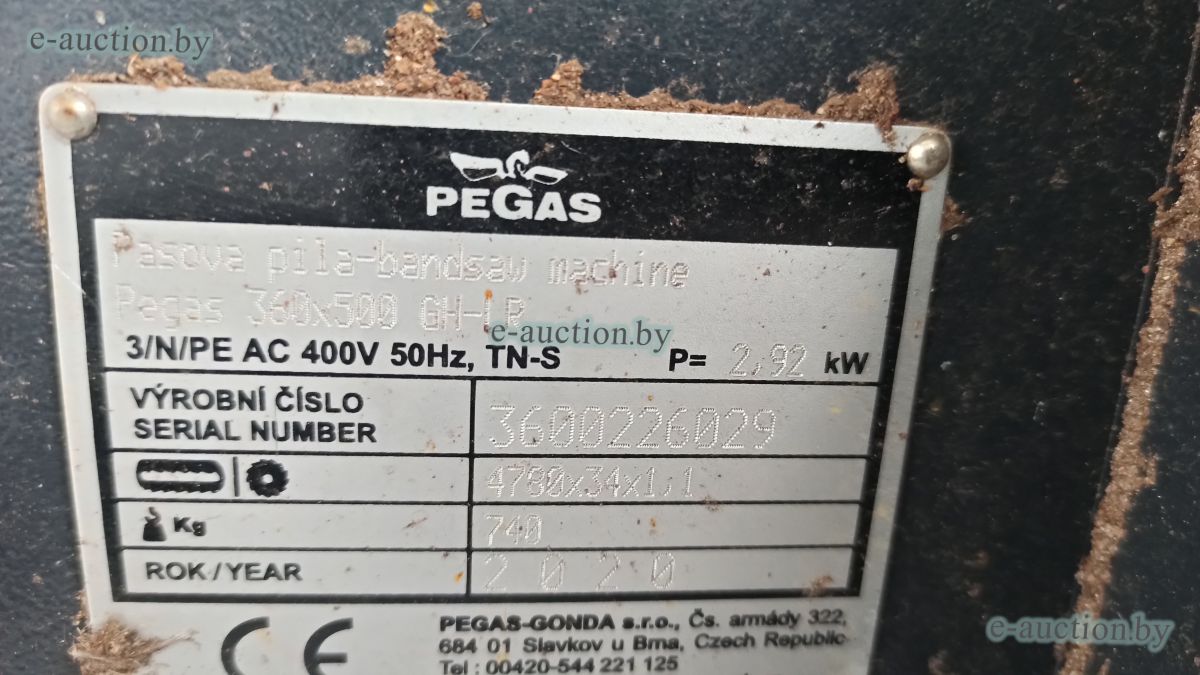 e-auction.by
PEGAS
Pasova pila-bandsaw machine
Pegas 360x500 GH-LR
e-auction.by
3/N/PE AC 400V 50Hz, TN-S P= 2,92 kW
VÝROBNÍ ČÍSLO
SERIAL NUMBER
3600226029
4780x34x1,1
Kg
740
ROK/YEAR
2020
CE
PEGAS-GONDA s.r.o., Čs. armády 322,
684 01 Slavkov u Brna, Czech Republic
Tel : 00420-544 221 125
e-auction.by